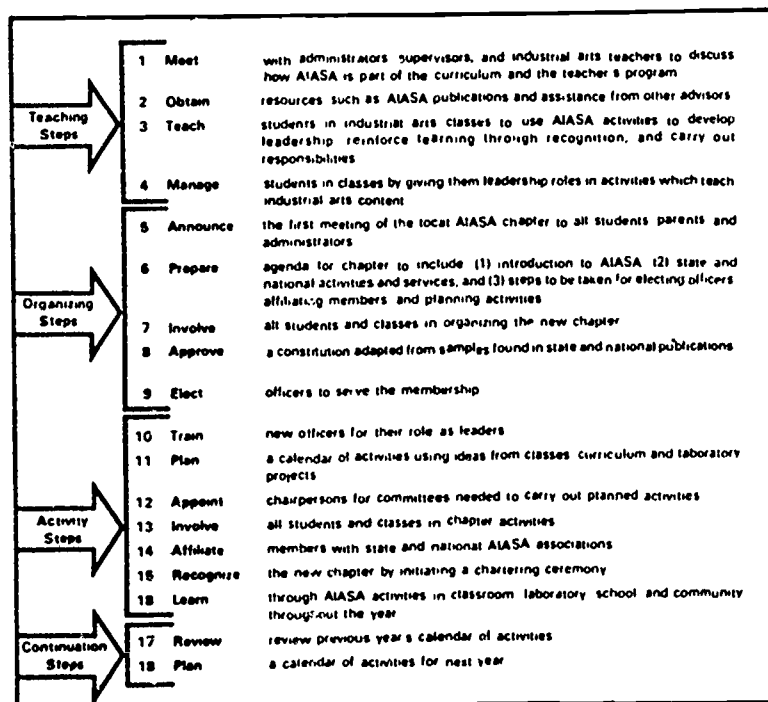 1 Meet with administrators supervisors, and industrial arts teachers to discuss
how AIASA is part of the curriculum and the teacher s program
Teaching
Steps
2 Obtain resources such as AIASA publications and assistance from other advisors
3 Teach students in industrial arts classes to use AIASA activities to develop
leadership reinforce learning through recognition, and carry out
responsibilities
4 Manage students in classes by giving them leadership roles in activities which teach
industrial arts content
Organizing
Steps
5 Announce the first meeting of the local AIASA chapter to all students parents and
administrators
6 Prepare agenda for chapter to include (1) introduction to AIASA (2) state and
national activities and services, and (3) steps to be taken for electing officers
affiliating members and planning activities
7 Involve all students and classes in organizing the new chapter
8 Approve a constitution adapted from samples found in state and national publications
9 Elect officers to serve the membership
Activity
Steps
10 Train new officers for their role as leaders
11 Plan a calendar of activities using ideas from classes curriculum and laboratory
projects
12 Appoint chairpersons for committees needed to carry out planned activities
13 Involve all students and classes in chapter activities
14 Affiliate members with state and national AIASA associations
15 Recognize the new chapter by initiating a chartering ceremony
16 Learn through AIASA activities in classroom laboratory school and community
throughout the year
Continuation
Steps
17 Review review previous year s calendar of activities
18 Plan a calendar of activities for next year